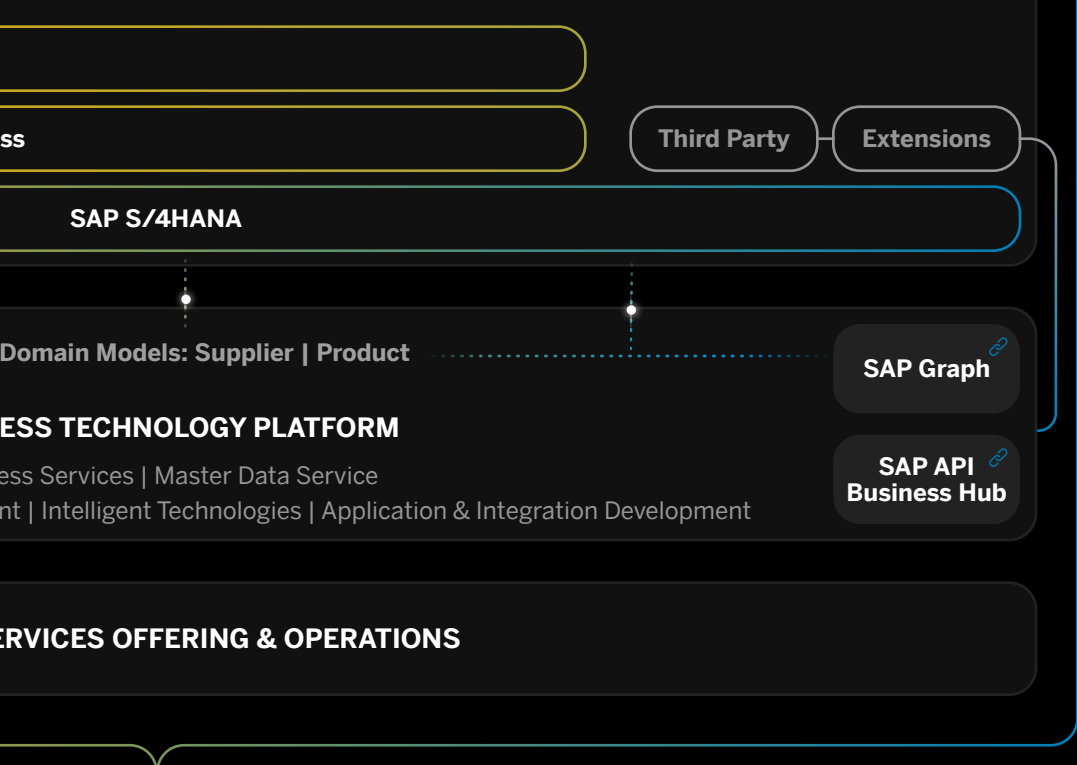 ss
Third Party
Extensions
SAP S/4HANA
Domain Models: Supplier | Product
SAP Graph
ESS TECHNOLOGY PLATFORM
ess Services | Master Data Service
SAP API
Business Hub
nt | Intelligent Technologies | Application & Integration Development
ERVICES OFFERING & OPERATIONS